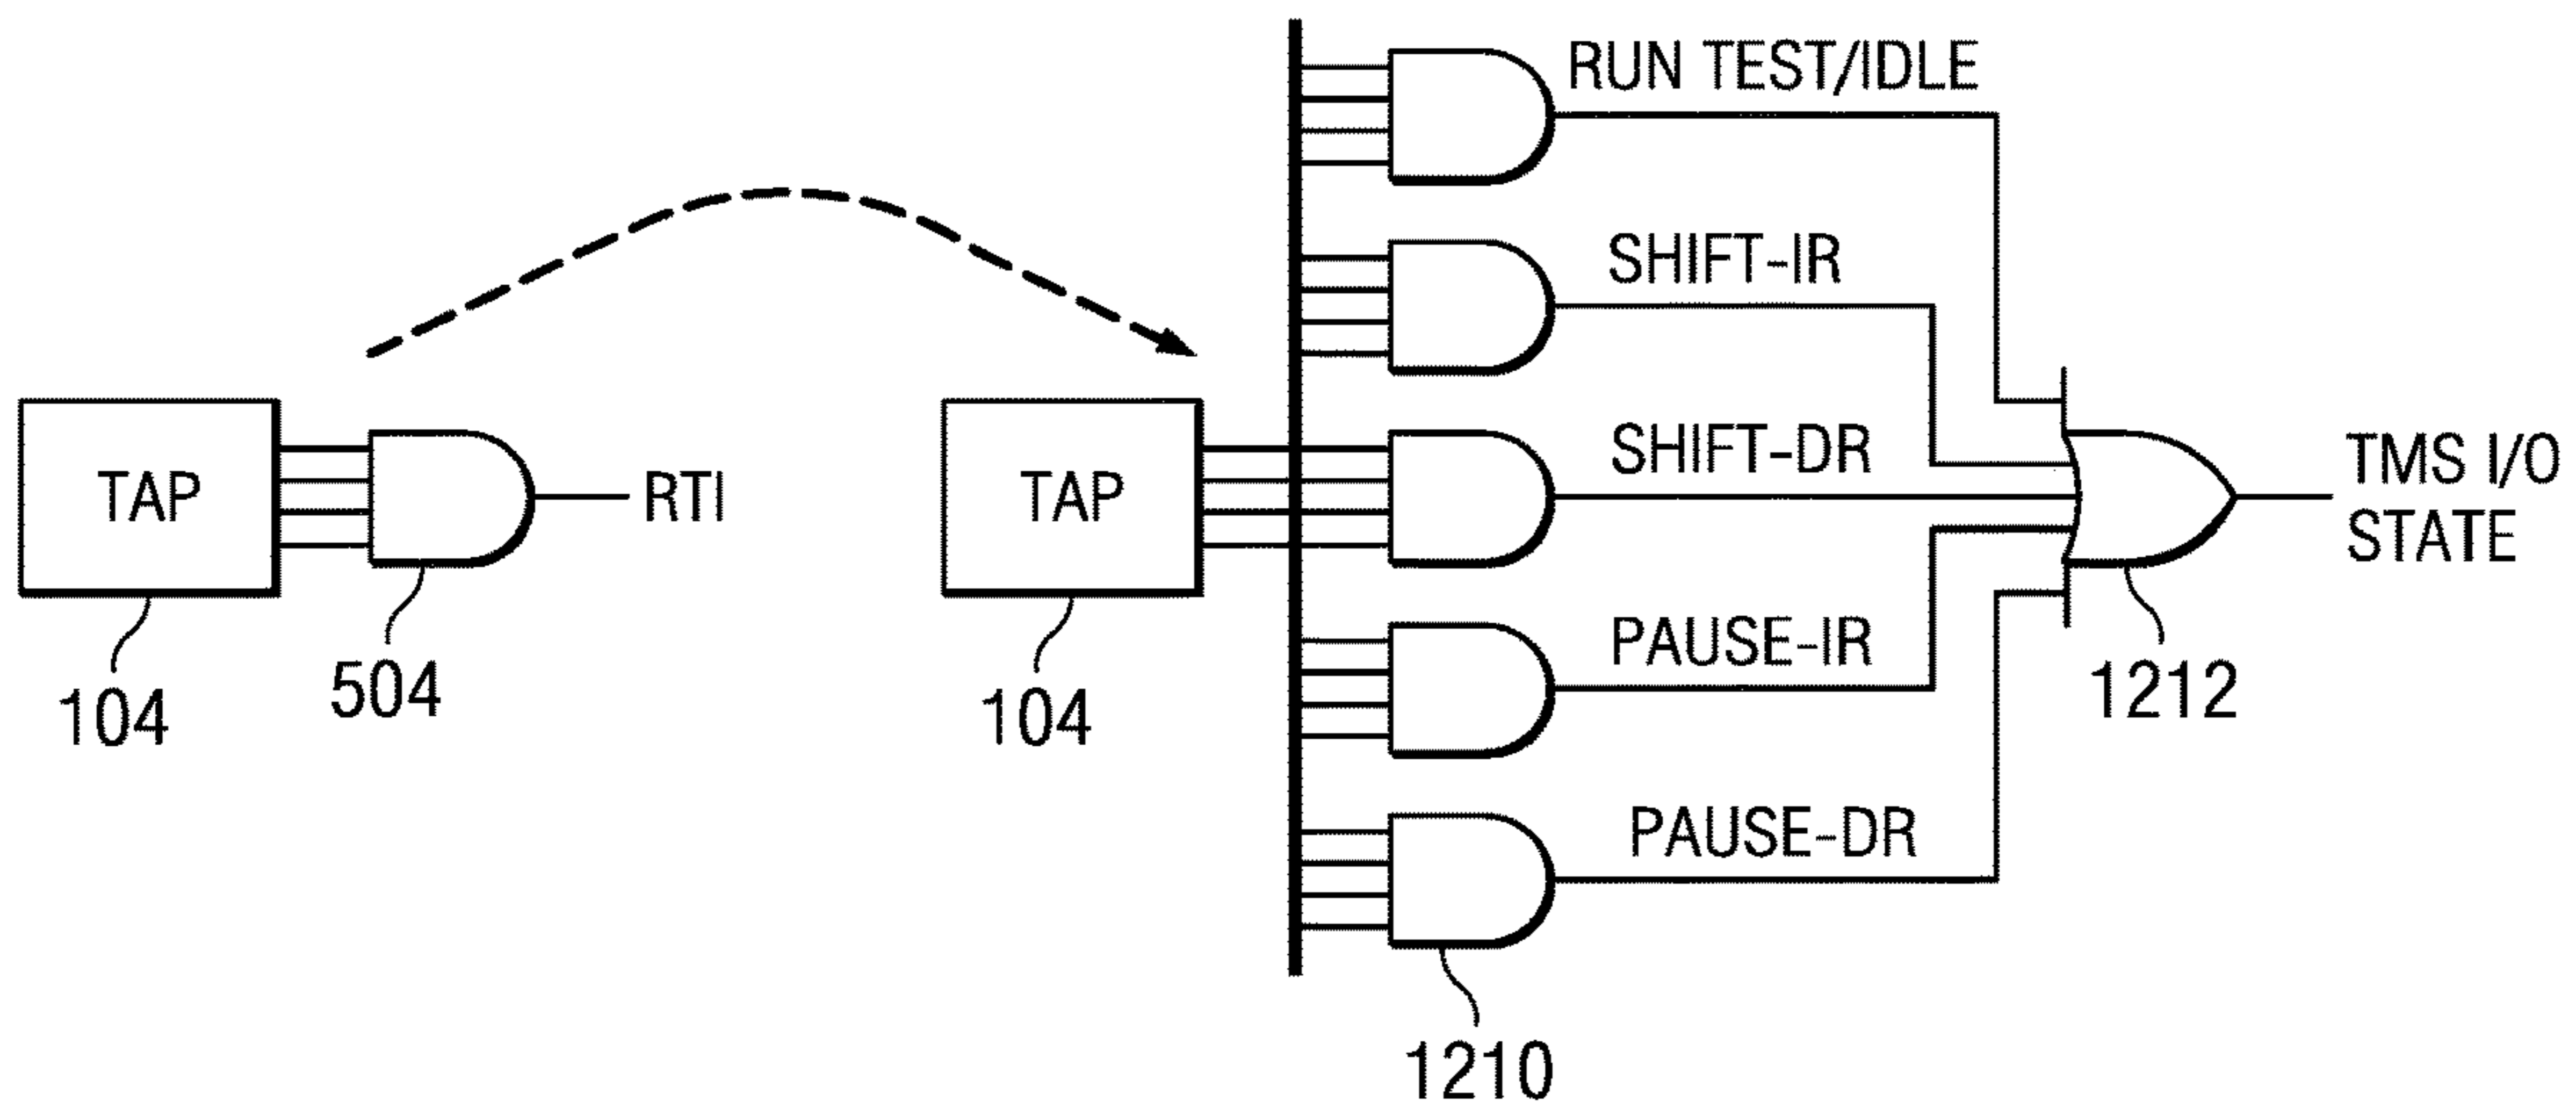 RUN TEST/IDLE
SHIFT-IR
SHIFT-DR
TMS I/O
STATE
TAP
RTI
TAP
PAUSE-IR
104
504
104
1212
PAUSE-DR
1210